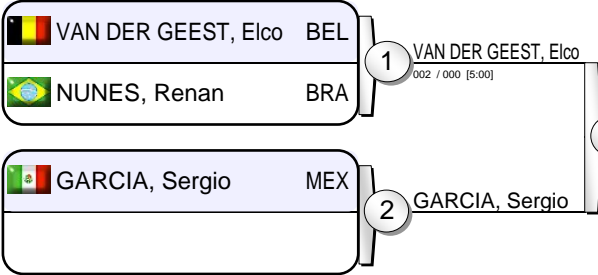 VAN DER GEEST, Elco BEL
NUNES, Renan BRA
1
VAN DER GEEST, Elco
002 / 000 [5:00]
GARCIA, Sergio MEX
2
GARCIA, Sergio